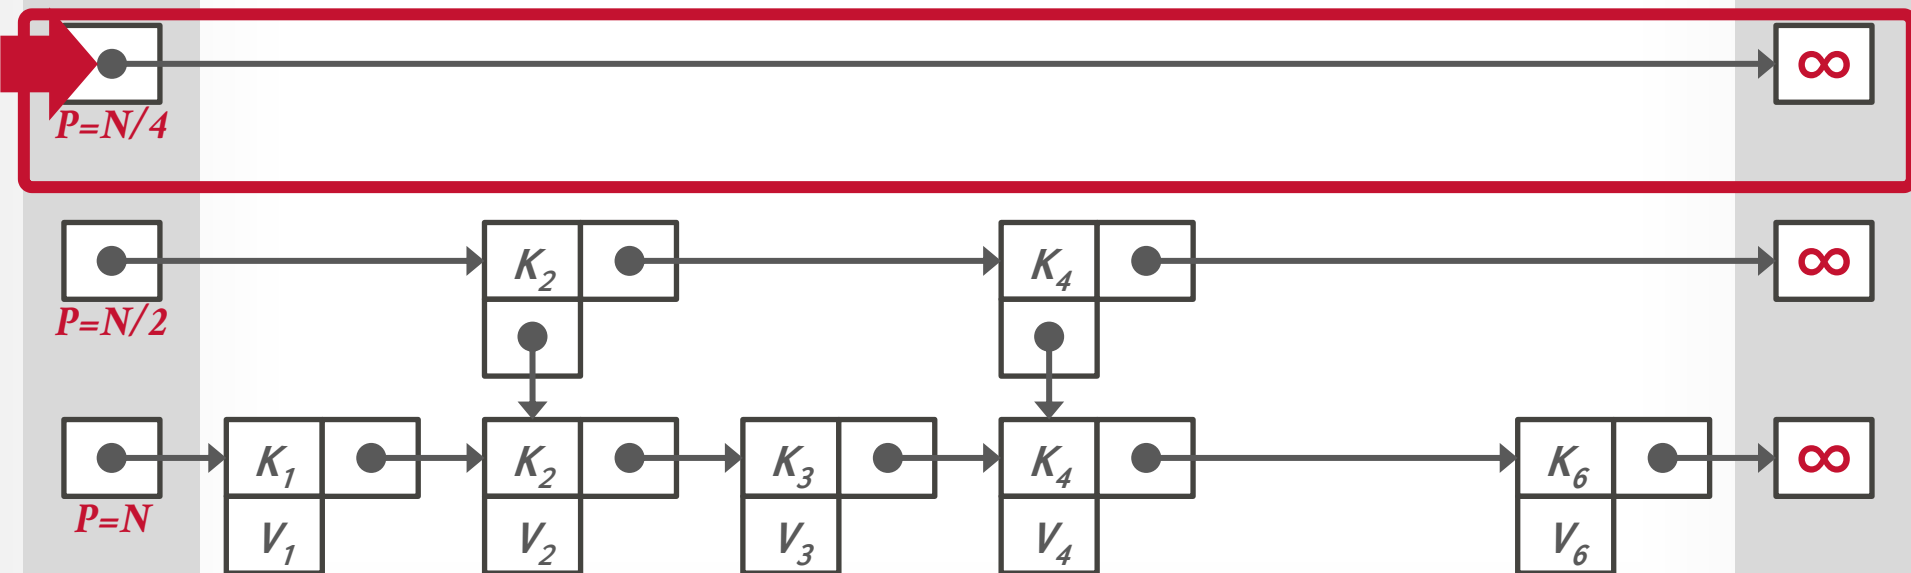 ∞
P=N/4
K2 K4 ∞
P=N/2
K1 K2 K3 K4 K6 ∞
P=N
V1 V2 V3 V4 V6